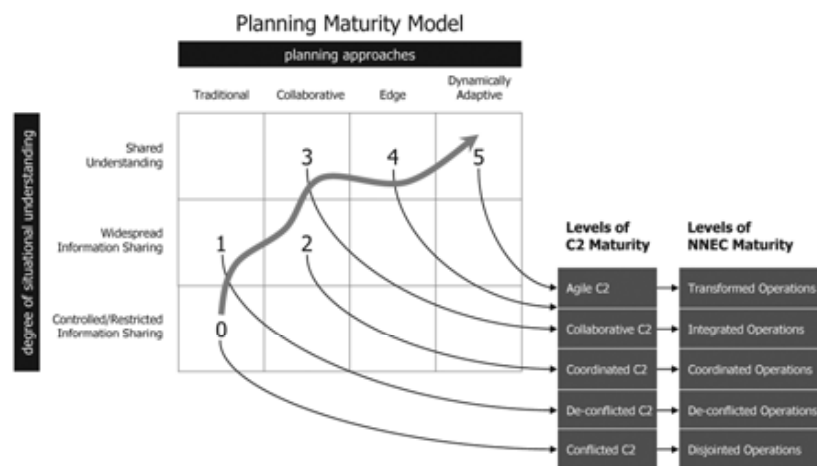 Planning Maturity Model
planning approaches
Traditional
Collaborative
Edge
Dynamically
Adaptive
degree of situational understanding
Shared
Understanding
3
4
5
Widespread
Information Sharing
1
2
Controlled/Restricted
Information Sharing
0
Levels of
C2 Maturity
Levels of
NNEC Maturity
Agile C2
Transformed Operations
Collaborative C2
Integrated Operations
Coordinated C2
Coordinated Operations
De-conflicted C2
De-conflicted Operations
Conflicted C2
Disjointed Operations